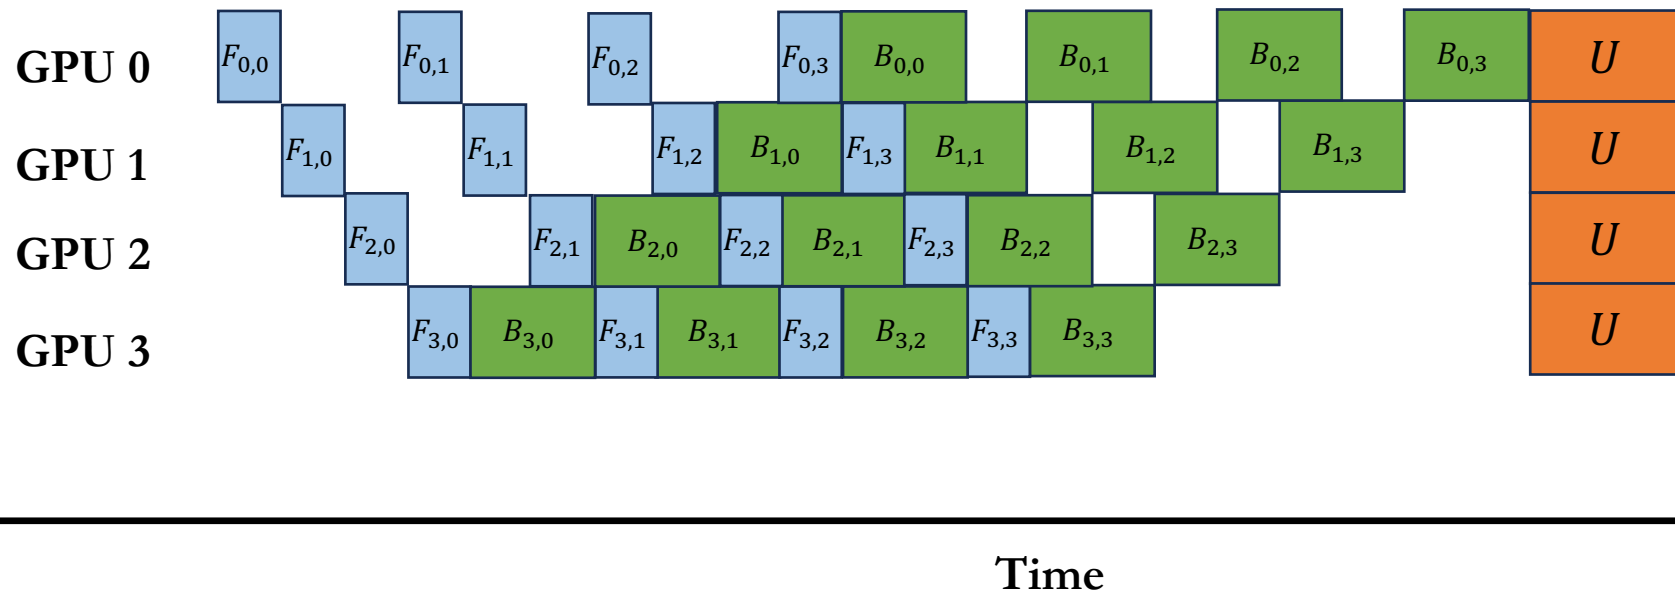 GPU 0 F0,0 F0,1 F0,2 F0,3 B0,0 B0,1 B0,2 B0,3 U
GPU 1 F1,0 F1,1 F1,2 B1,0 F1,3 B1,1 B1,2 B1,3 U
GPU 2 F2,0 F2,1 B2,0 F2,2 B2,1 F2,3 B2,2 B2,3 U
GPU 3 F3,0 B3,0 F3,1 B3,1 F3,2 B3,2 F3,3 B3,3 U
Time